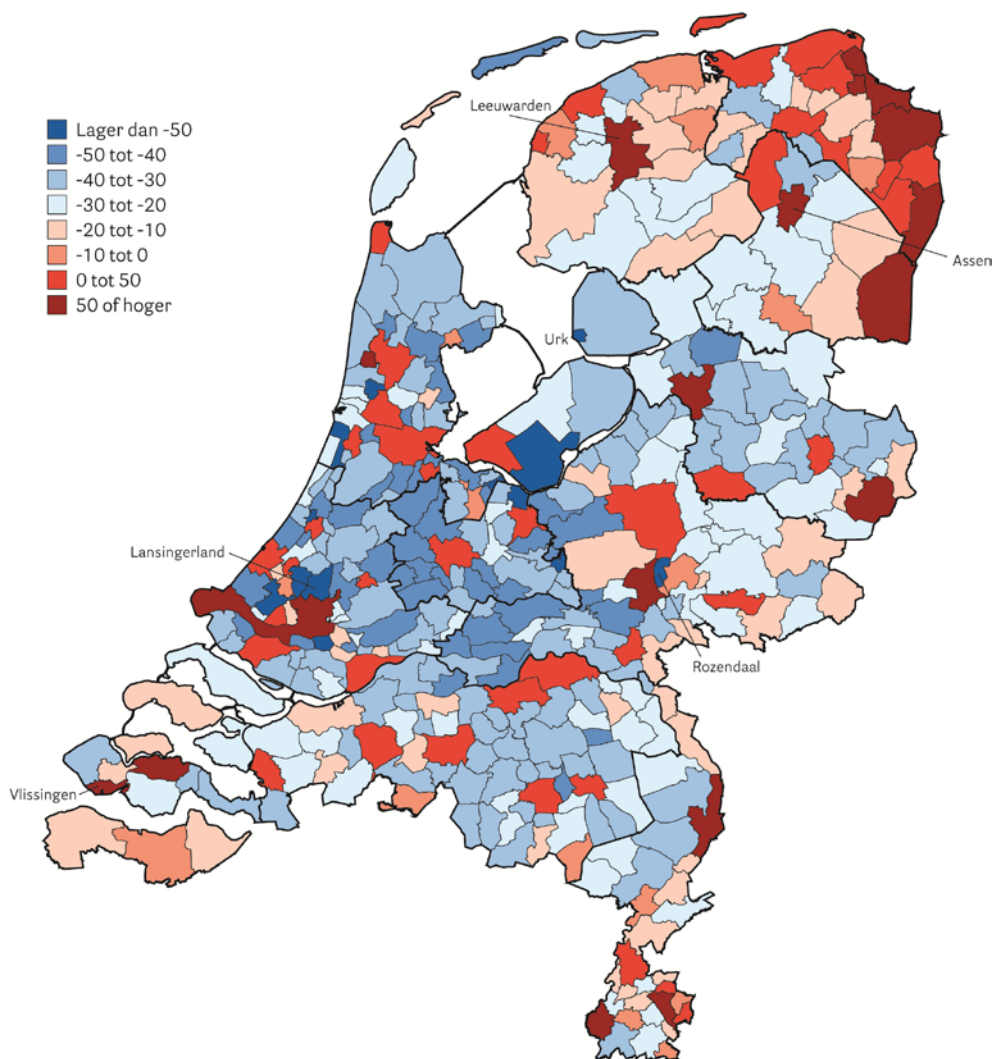 Leeuwarden
Lager dan -50
-50 tot -40
-40 tot -30
-30 tot -20
-20 tot -10
-10 tot 0
0 tot 50
50 of hoger
Assen
Urk
Lansingerland
Rozendaal
Vlissingen